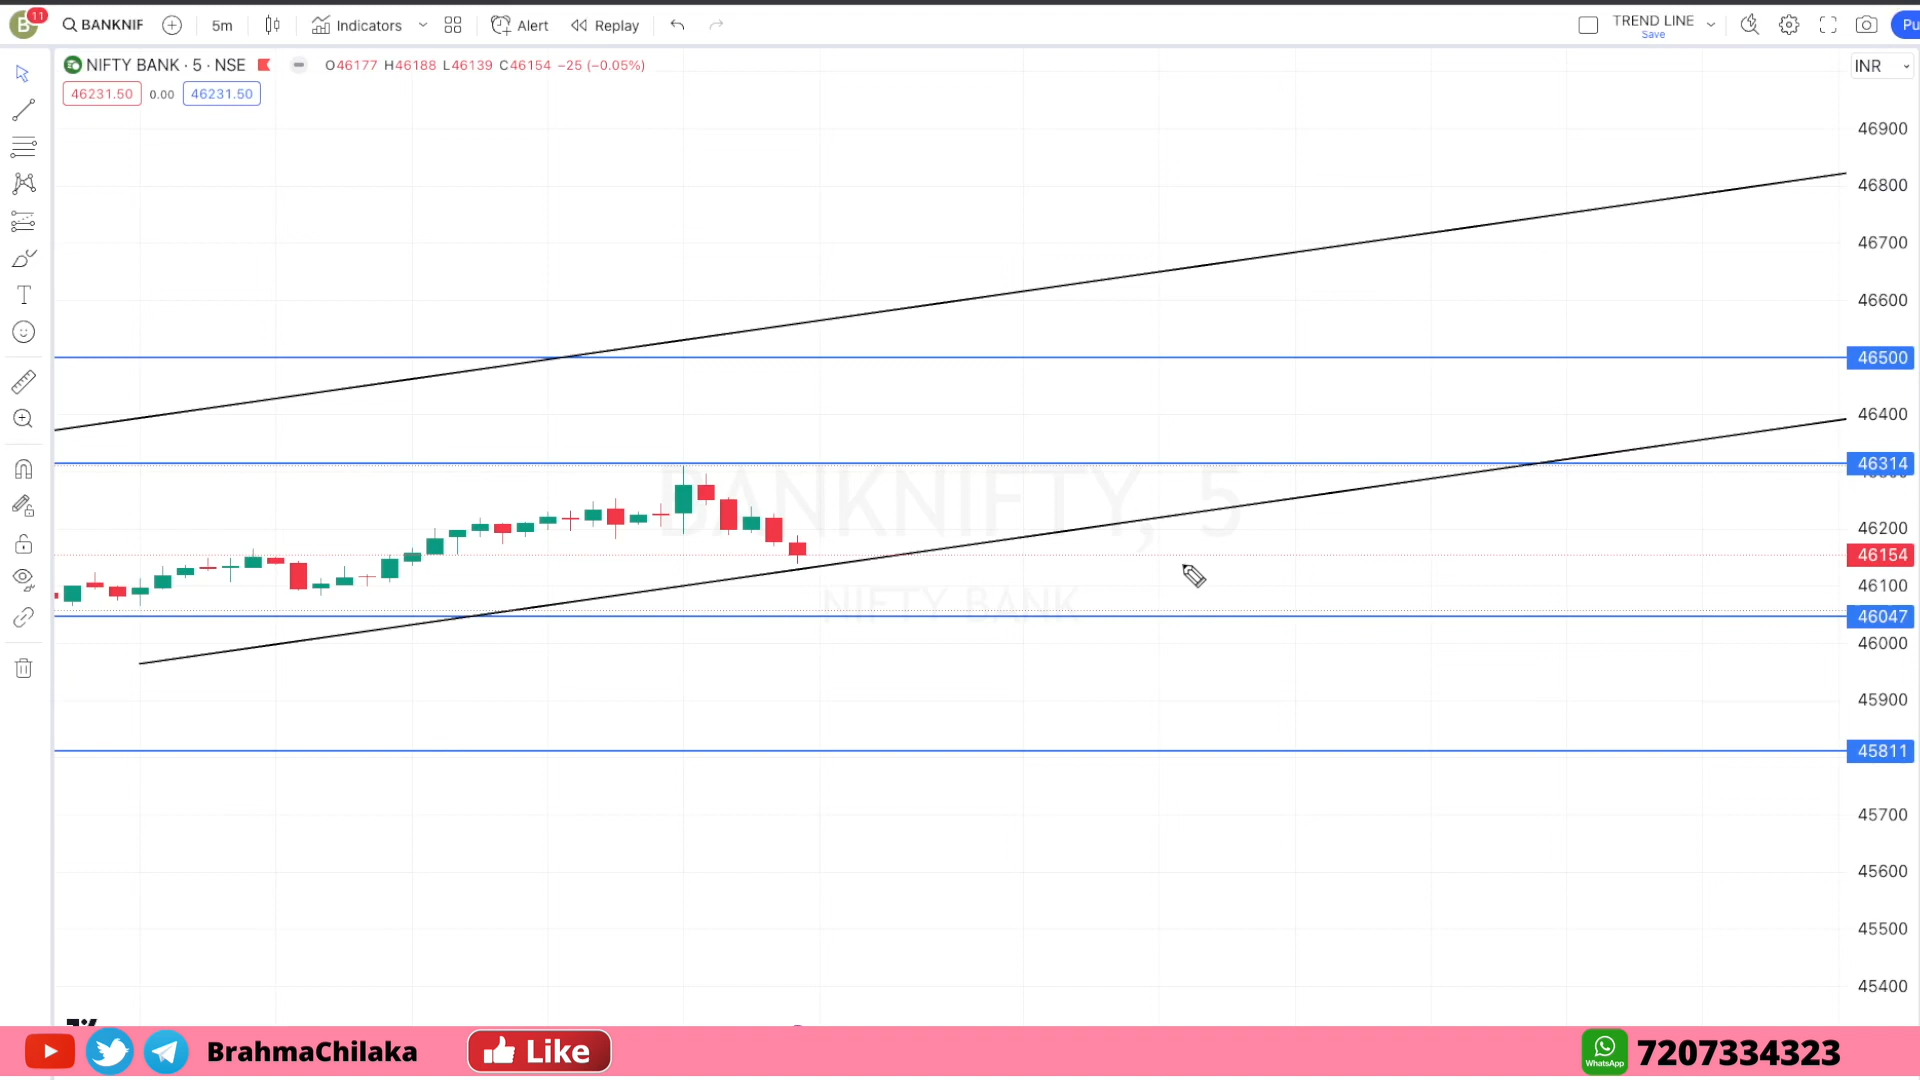 B 11 BANKNIF 5m Indicators Alert Replay TREND LINE Save Pu
NIFTY BANK · 5 · NSE O46177 H46188 L46139 C46154 −25 (−0.05%)
INR
46231.50 0.00 46231.50
46900
46800
46700
46600
46500
46400
46314
BANKNIFTY, 5
46200
46154
46100
NIFTY BANK
46047
46000
45900
45811
45700
45600
45500
45400
BrahmaChilaka Like WhatsApp 7207334323